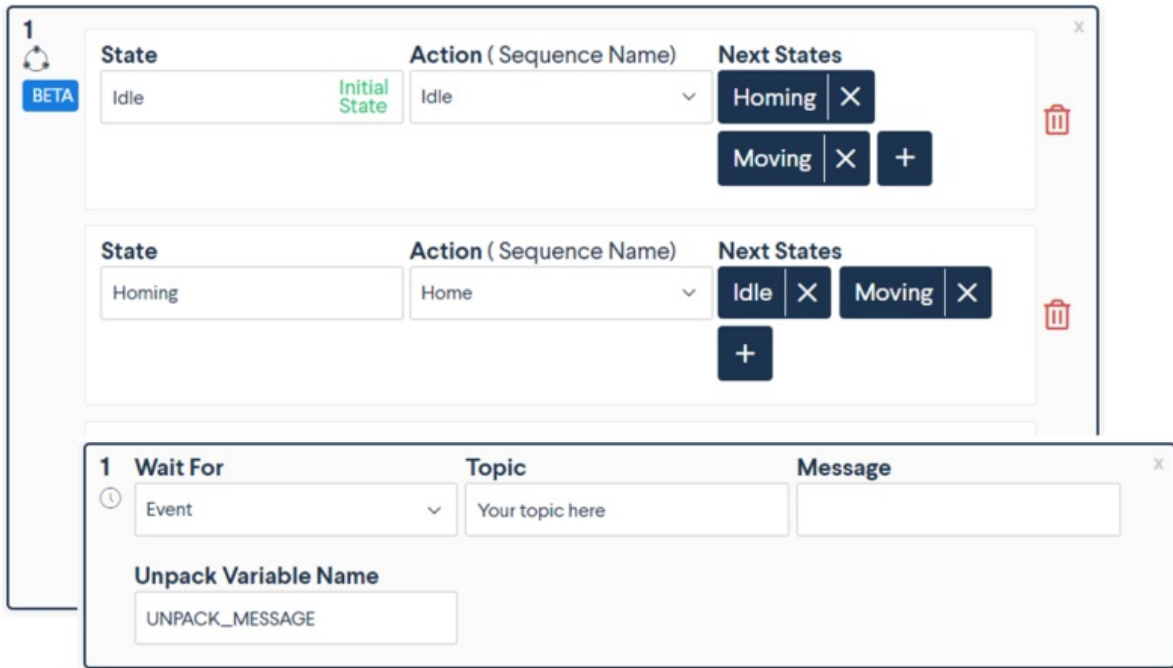 1
x
BETA
State
Action ( Sequence Name)
Next States
Idle
Initial
State
Idle
Homing X
Moving X +
State
Action ( Sequence Name)
Next States
Homing
Home
Idle X Moving X
+
1 Wait For
Topic
Message
x
Event
Your topic here
Unpack Variable Name
UNPACK_MESSAGE